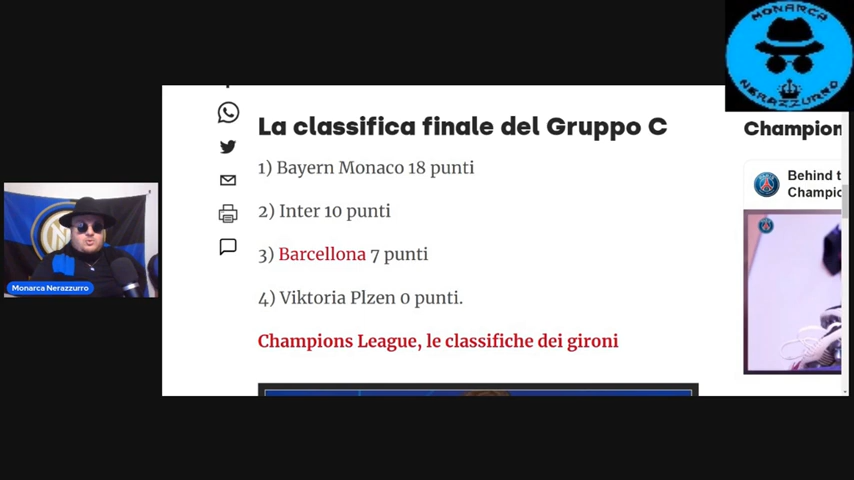 MONARCA
NERAZZURRO
La classifica finale del Gruppo C
Champion
1) Bayern Monaco 18 punti
Behind t
Champio
2) Inter 10 punti
3) Barcellona 7 punti
Monarca Nerazzurro
4) Viktoria Plzen 0 punti.
Champions League, le classifiche dei gironi